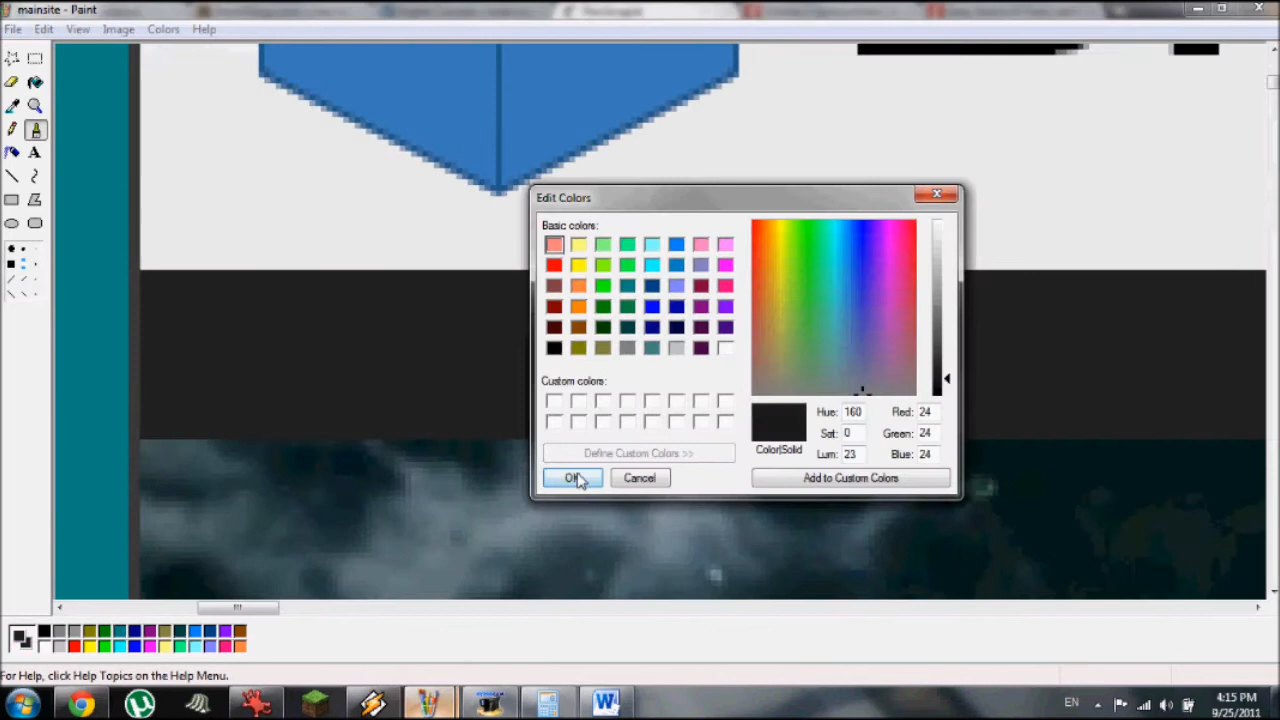 mainsite - Paint
File Edit View Image Colors Help
Edit Colors
Basic colors:
Custom colors:
Define Custom Colors >>
OK Cancel
Hue: 160 Red: 24
Sat: 0 Green: 24
Color|Solid
Lum: 23 Blue: 24
Add to Custom Colors
For Help, click Help Topics on the Help Menu.
EN
4:15 PM
9/25/2011